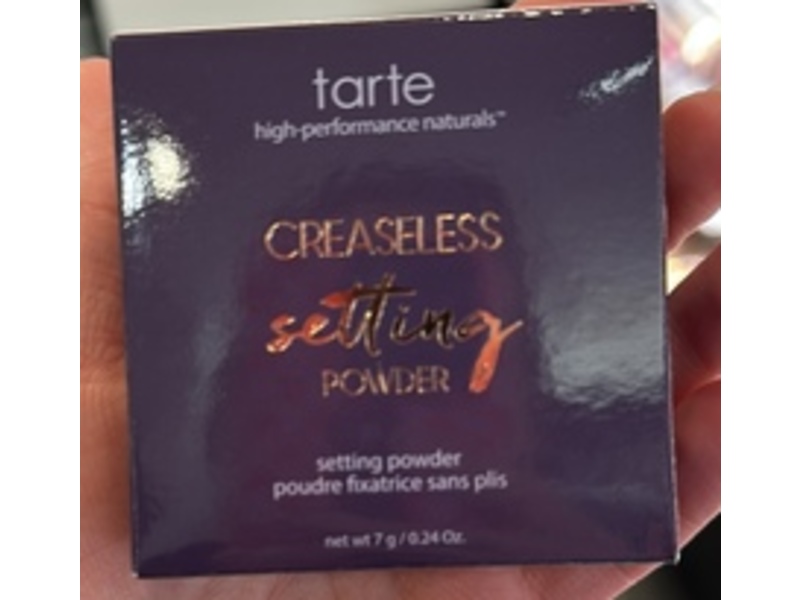 tarte
high-performance naturals™
CREASELESS
setting
POWDER
setting powder
poudre fixatrice sans plis
net wt 7 g / 0.24 Oz.